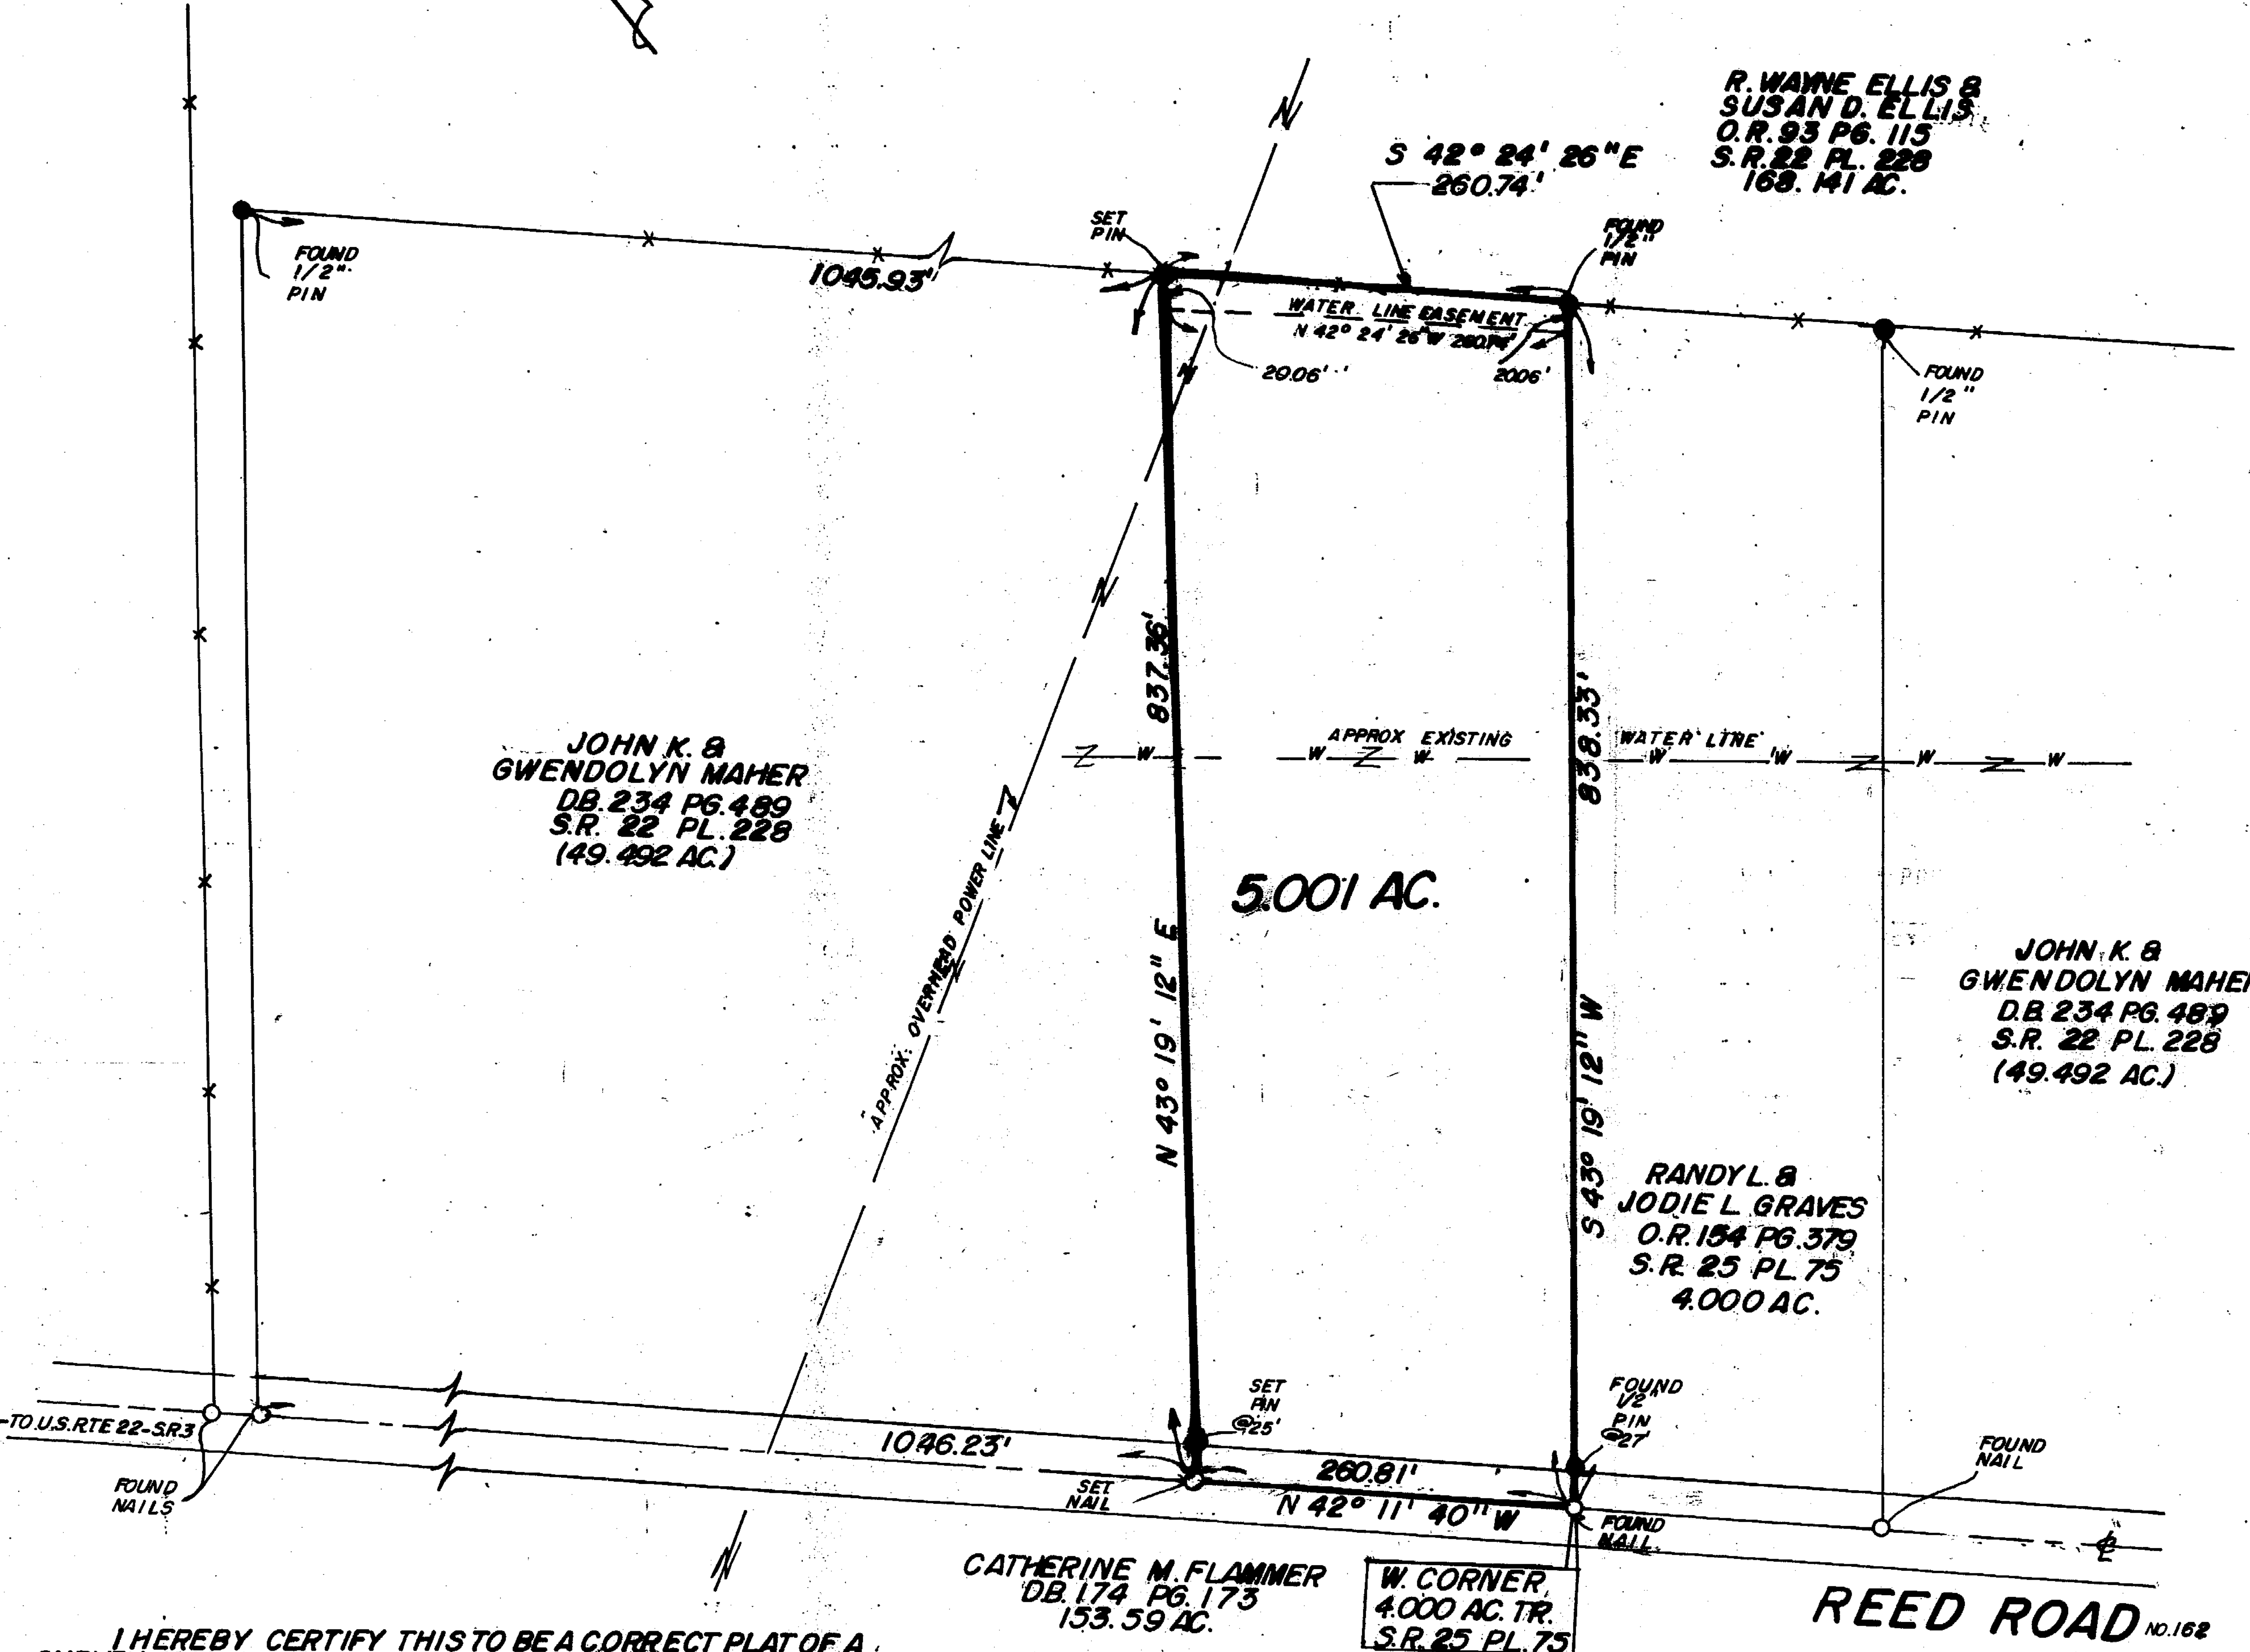 R. WAYNE ELLIS &
SUSAN D. ELLIS
O.R. 93 PG. 115
S.R. 22 PL. 228
168.141 AC.
S 42° 24' 26" E
260.74'
SET
PIN
FOUND
1/2"
PIN
FOUND
1/2"
PIN
1045.93'
WATER LINE EASEMENT
N 42° 24' 26" W 260.74'
20.06'
20.06'
FOUND
1/2"
PIN
837.36'
N 43° 19' 12" E
838.33'
S 43° 19' 12" W
APPROX EXISTING WATER LINE
W W W W W W W
JOHN K. &
GWENDOLYN MAHER
D.B. 234 PG. 489
S.R. 22 PL. 228
(49.492 AC.)
APPROX. OVERHEAD POWER LINE
5.001 AC.
JOHN K. &
GWENDOLYN MAHER
D.B. 234 PG. 489
S.R. 22 PL. 228
(49.492 AC.)
RANDY L. &
JODIE L. GRAVES
O.R. 154 PG. 379
S.R. 25 PL. 75
4.000 AC.
TO U.S. RTE 22-S.R.3
FOUND
NAILS
1046.23'
SET
PIN
@25'
FOUND
1/2"
PIN
@27'
FOUND
NAIL
SET
NAIL
260.81'
N 42° 11' 40" W
FOUND
NAIL
CATHERINE M. FLAMMER
D.B. 174 PG. 173
153.59 AC.
W. CORNER
4.000 AC. TR.
S.R. 25 PL. 75
REED ROAD NO. 162
I HEREBY CERTIFY THIS TO BE A CORRECT PLAT OF A